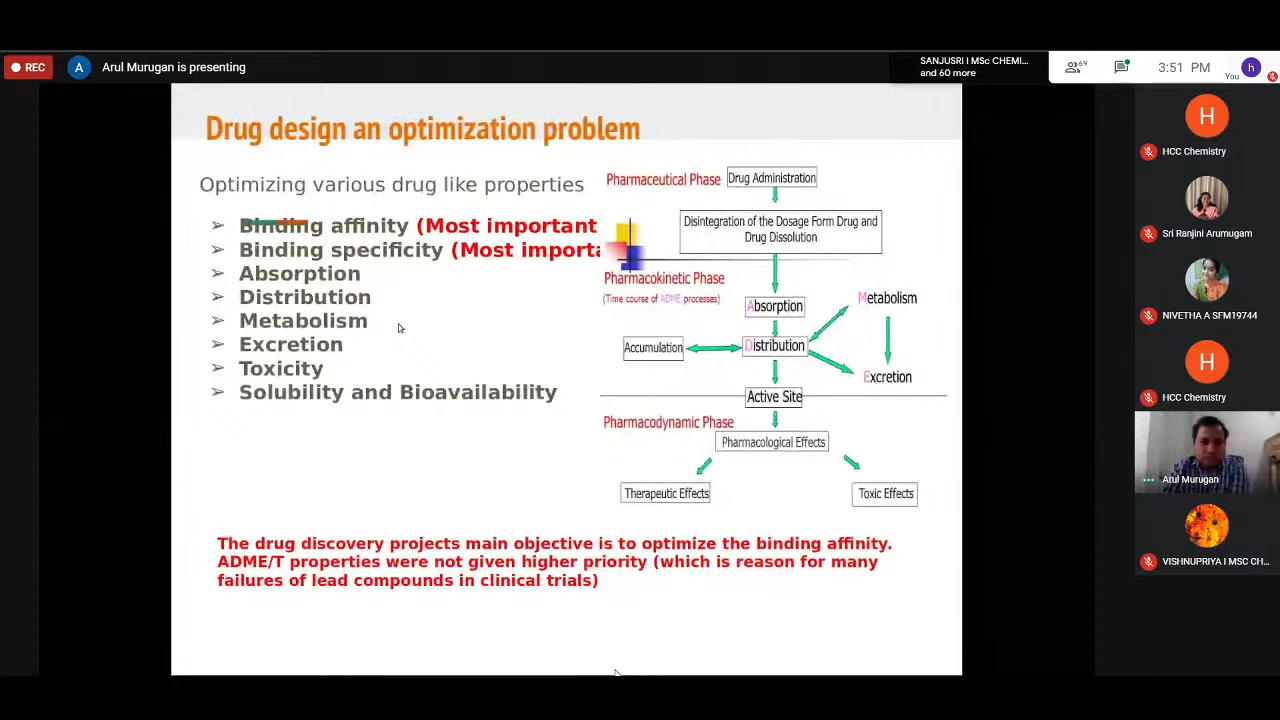 REC
A
Arul Murugan is presenting
SANJUSRI I MSc CHEMI...
and 60 more
69
3:51 PM
You
h
Drug design an optimization problem
Optimizing various drug like properties
➢ Binding affinity (Most important
➢ Binding specificity (Most importa
➢ Absorption
➢ Distribution
➢ Metabolism
➢ Excretion
➢ Toxicity
➢ Solubility and Bioavailability
Pharmaceutical Phase
Drug Administration
Disintegration of the Dosage Form Drug and
Drug Dissolution
Pharmacokinetic Phase
(Time course of ADME processes)
Absorption
Metabolism
Accumulation
Distribution
Excretion
Active Site
Pharmacodynamic Phase
Pharmacological Effects
Therapeutic Effects
Toxic Effects
The drug discovery projects main objective is to optimize the binding affinity.
ADME/T properties were not given higher priority (which is reason for many
failures of lead compounds in clinical trials)
H
HCC Chemistry
Sri Ranjini Arumugam
NIVETHA A SFM19744
H
HCC Chemistry
Arul Murugan
VISHNUPRIYA I MSC CH...